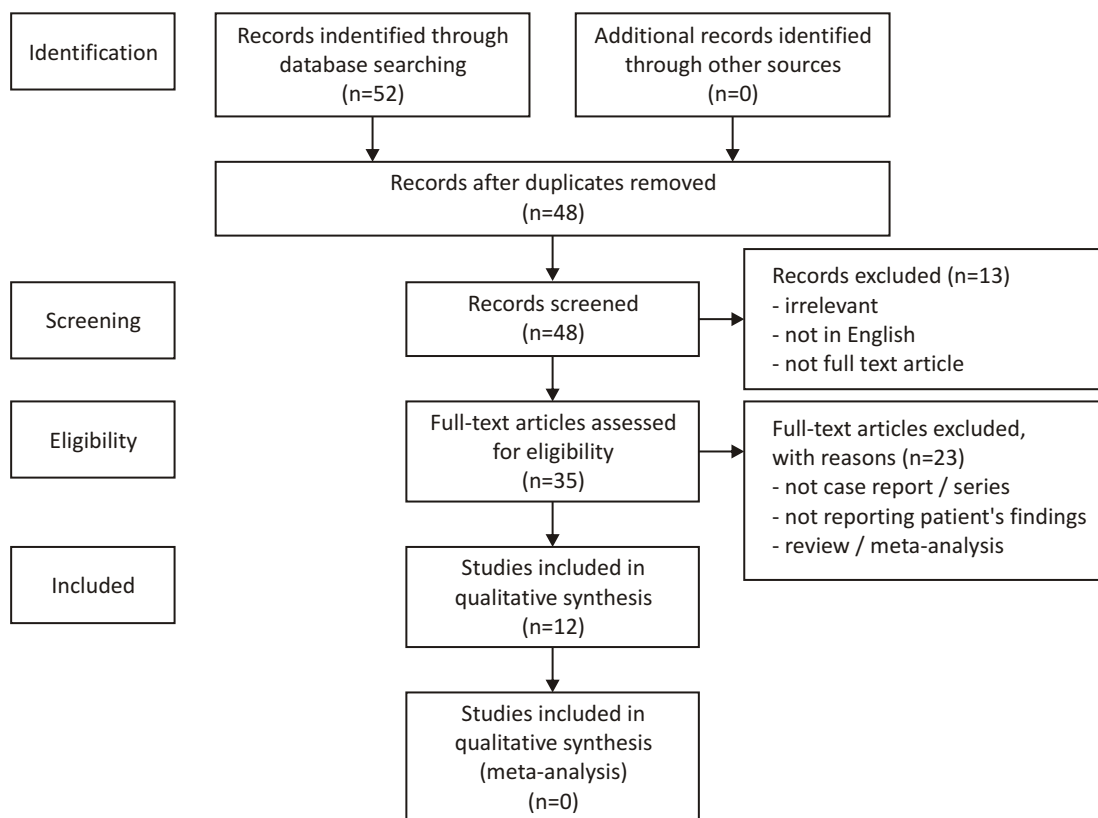 Identification
Records indentified through
database searching
(n=52)
Additional records identified
through other sources
(n=0)
Records after duplicates removed
(n=48)
Screening
Records screened
(n=48)
Records excluded (n=13)
- irrelevant
- not in English
- not full text article
Eligibility
Full-text articles assessed
for eligibility
(n=35)
Full-text articles excluded,
with reasons (n=23)
- not case report / series
- not reporting patient's findings
- review / meta-analysis
Included
Studies included in
qualitative synthesis
(n=12)
Studies included in
qualitative synthesis
(meta-analysis)
(n=0)